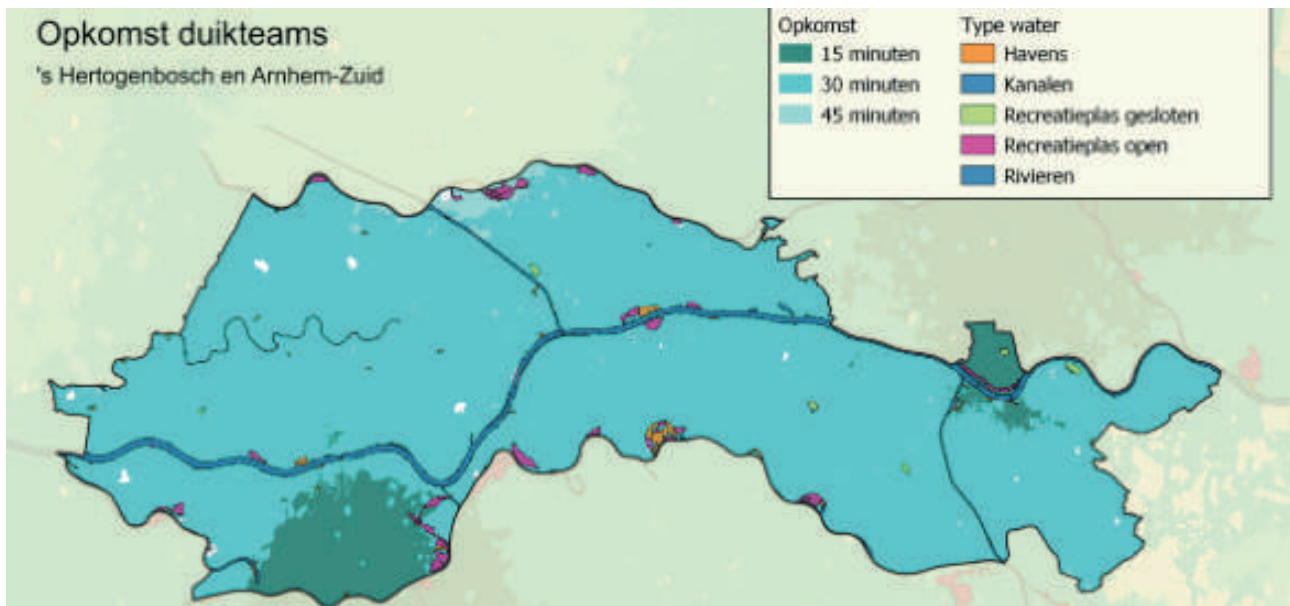 Opkomst duikteams
's Hertogenbosch en Arnhem-Zuid
Opkomst
15 minuten
30 minuten
45 minuten
Type water
Havens
Kanalen
Recreatieplas gesloten
Recreatieplas open
Rivieren